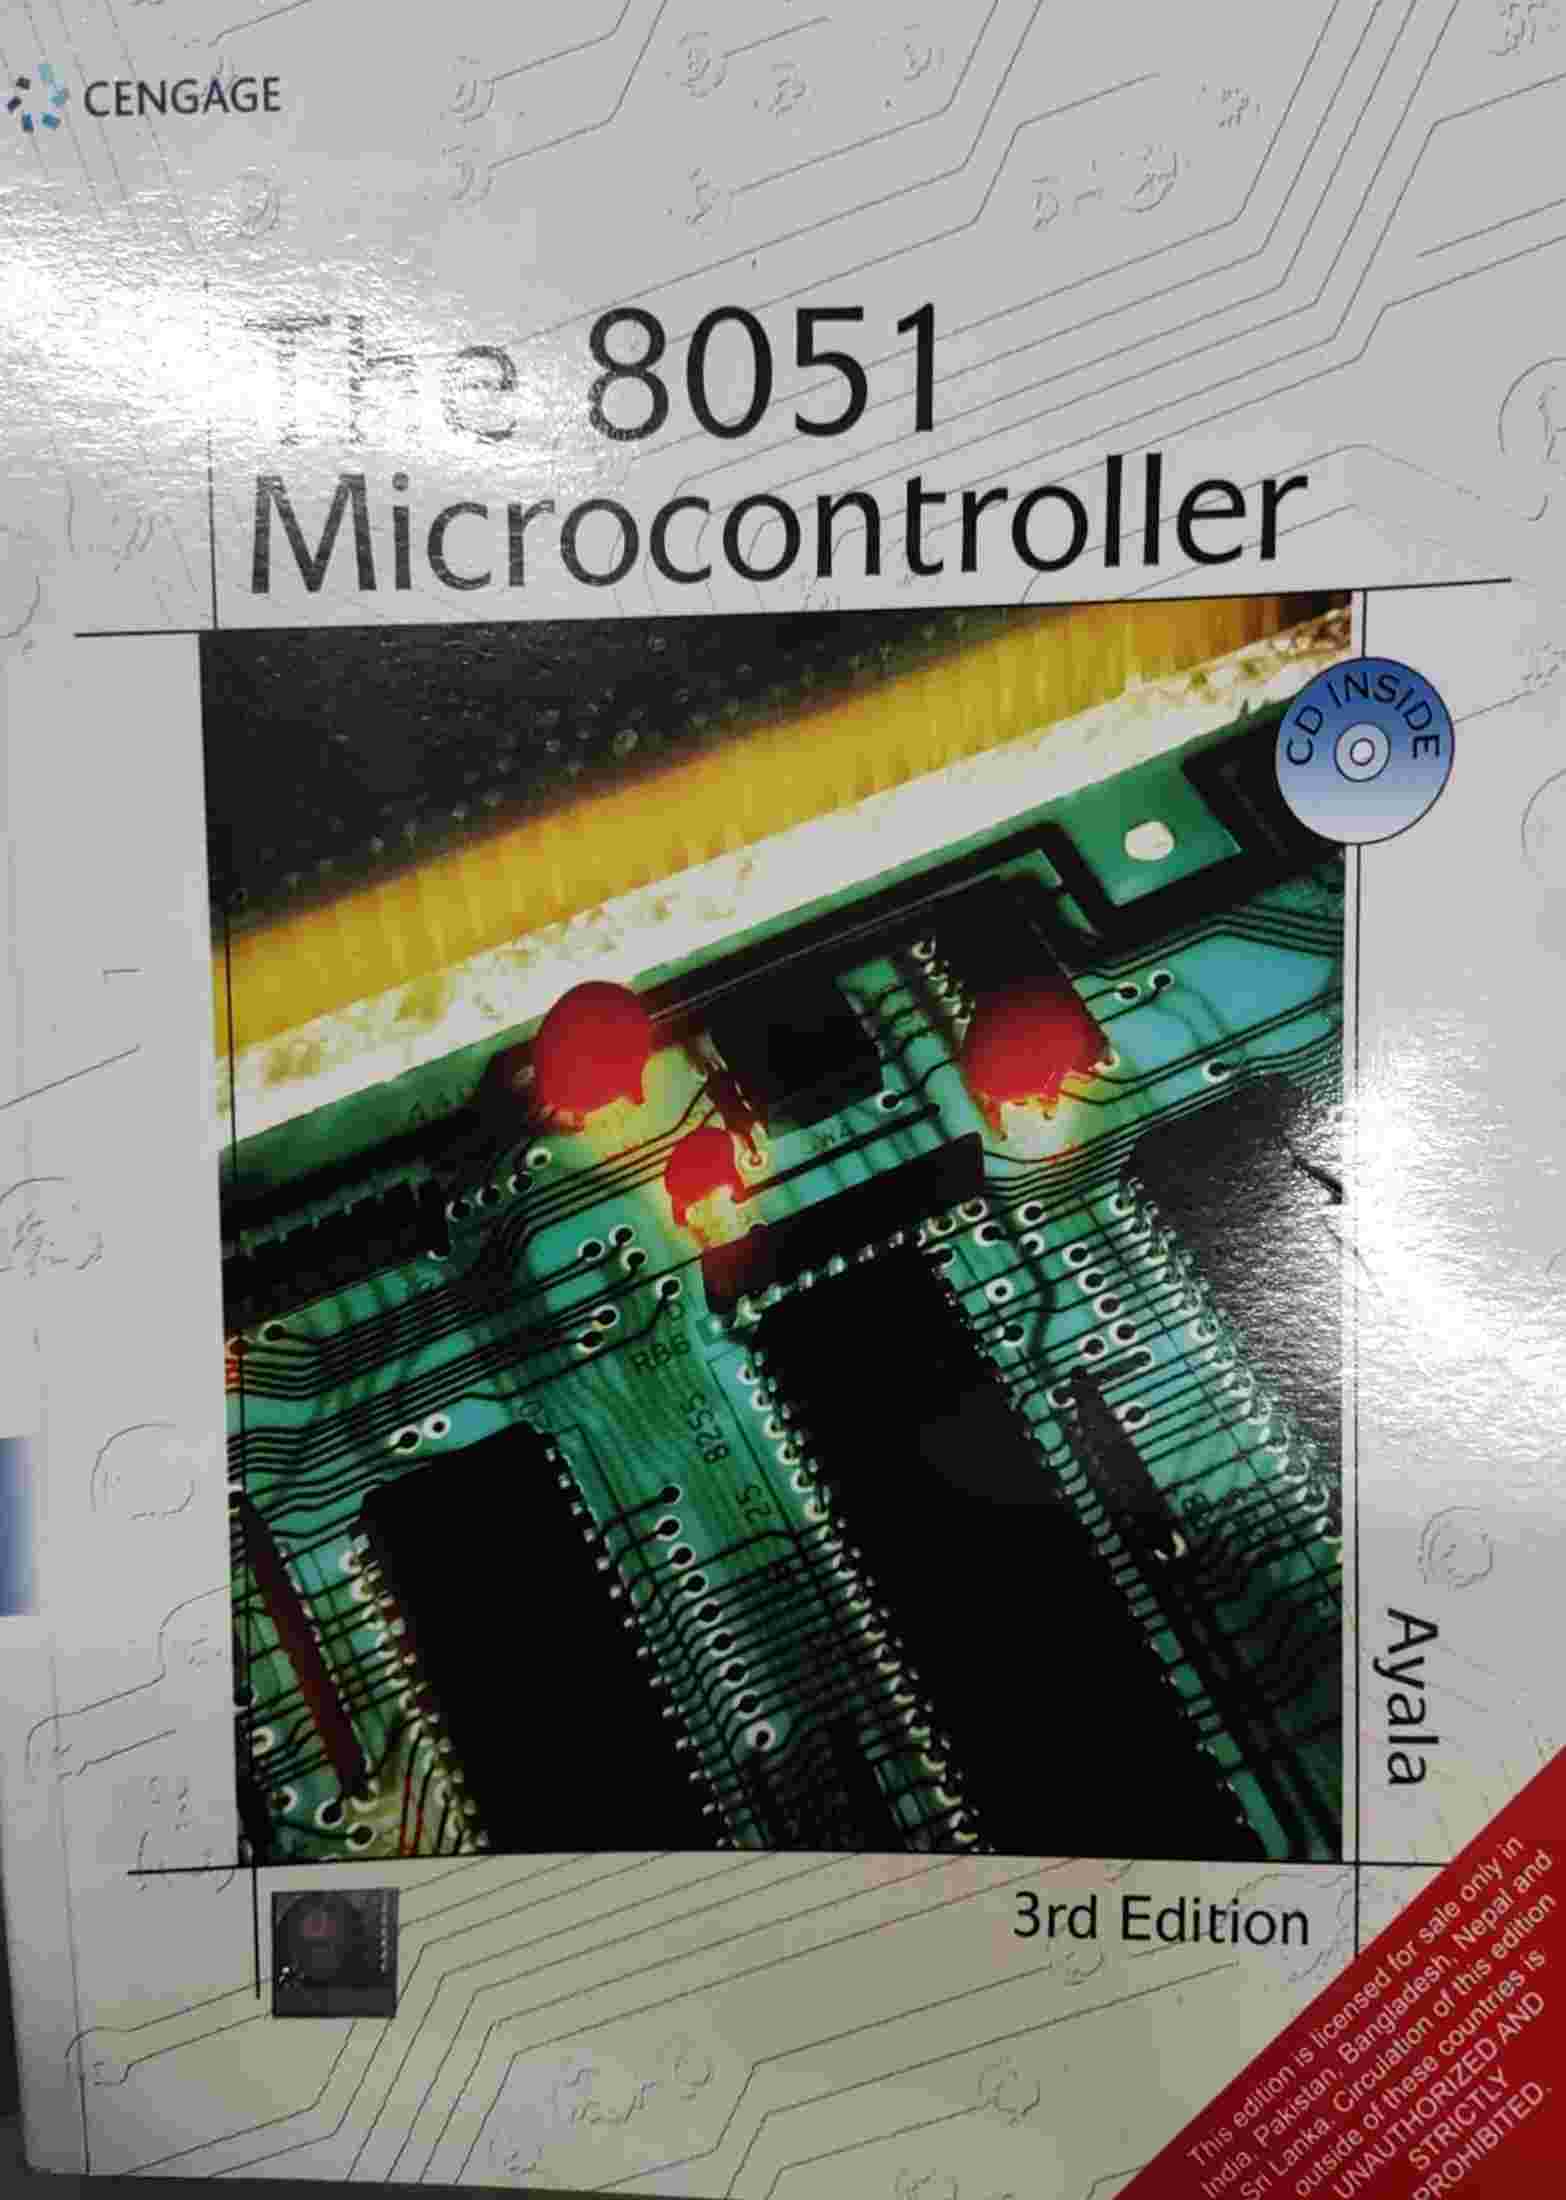 CENGAGE
The 8051
Microcontroller
CD INSIDE
RB6
8255
25
Ayala
3rd Edition
This edition is licensed for sale only in
India, Pakistan, Bangladesh, Nepal and
Sri Lanka. Circulation of this edition
outside of these countries is
UNAUTHORIZED AND
STRICTLY
PROHIBITED.